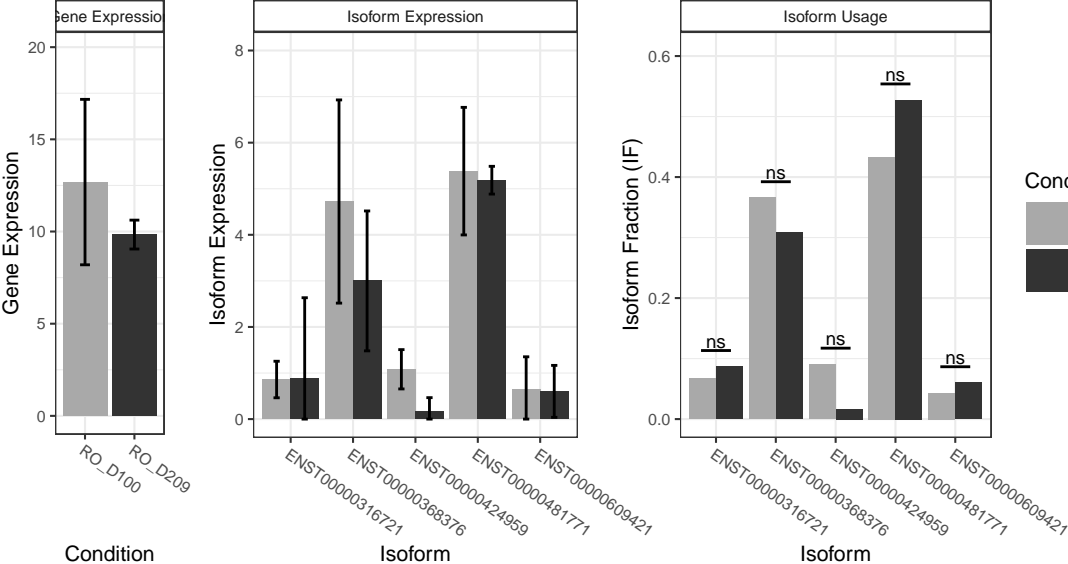 Gene Expression
Isoform Expression
Isoform Usage
Gene Expression
20
15
10
5
0
RO_D100
RO_D209
Condition
Isoform Expression
8
6
4
2
0
ENST00000316721
ENST00000368376
ENST00000424959
ENST00000481771
ENST00000609421
Isoform
Isoform Fraction (IF)
0.6
0.4
0.2
0.0
ns
ns
ns
ns
ns
ENST00000316721
ENST00000368376
ENST00000424959
ENST00000481771
ENST00000609421
Isoform